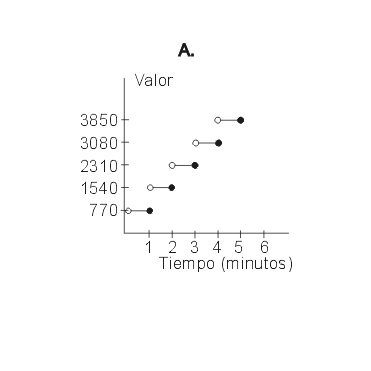 A.
Valor
3850
3080
2310
1540
770
1 2 3 4 5 6
Tiempo (minutos)